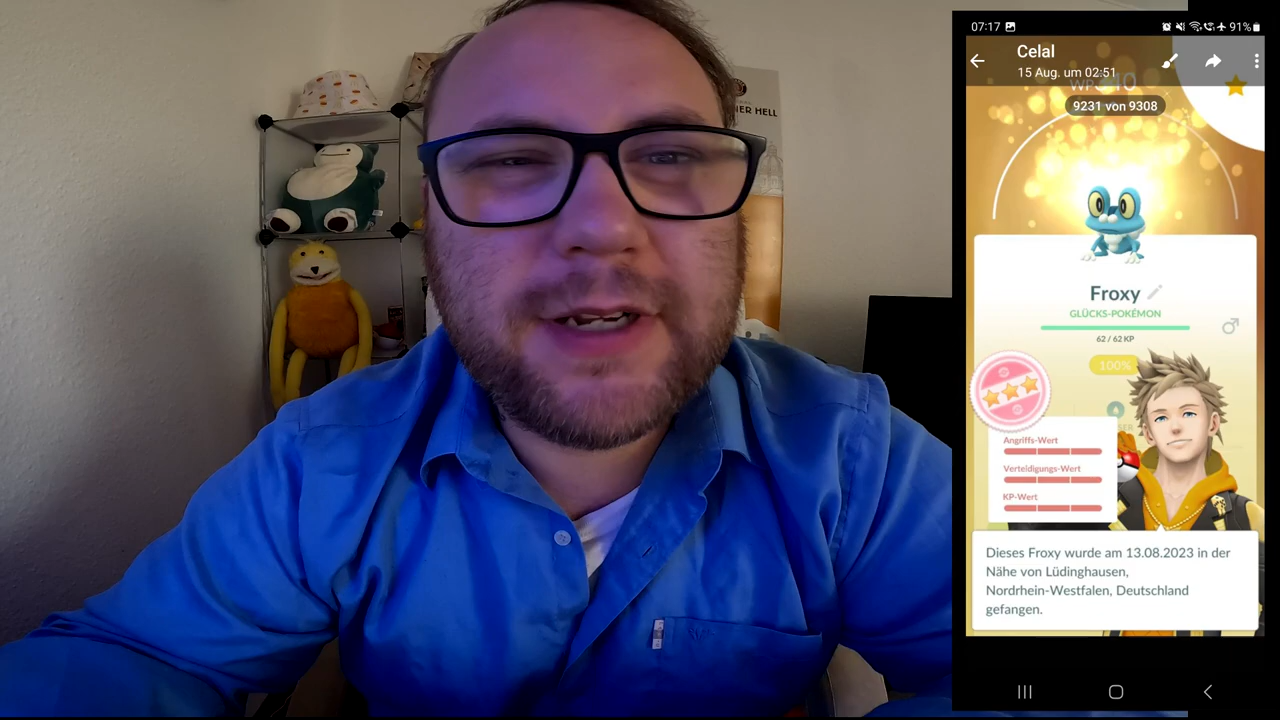 07:17
91%
Celal
15 Aug. um 02:51
9231 von 9308
HER HELL
Froxy
GLÜCKS-POKÉMON
62 / 62 KP
100%
Angriffs-Wert
Verteidigungs-Wert
KP-Wert
Dieses Froxy wurde am 13.08.2023 in der
Nähe von Lüdinghausen,
Nordrhein-Westfalen, Deutschland
gefangen.